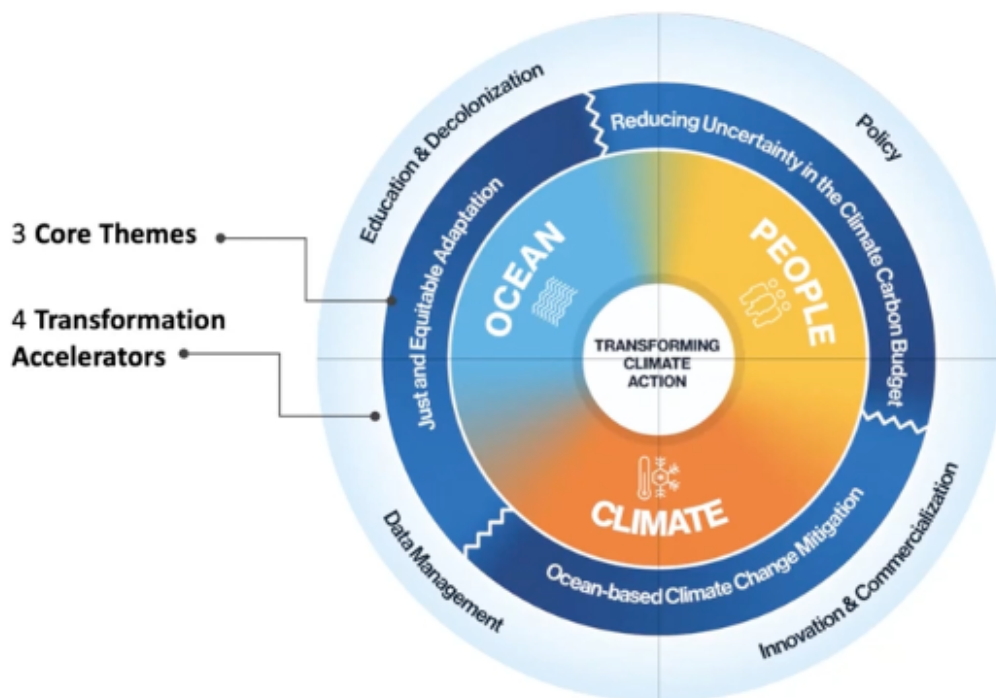 3 Core Themes
4 Transformation
Accelerators
Education & Decolonization
Policy
Data Management
Innovation & Commercialization
Just and Equitable Adaptation
Reducing Uncertainty in the Climate Carbon Budget
Ocean-based Climate Change Mitigation
OCEAN
PEOPLE
CLIMATE
TRANSFORMING
CLIMATE
ACTION